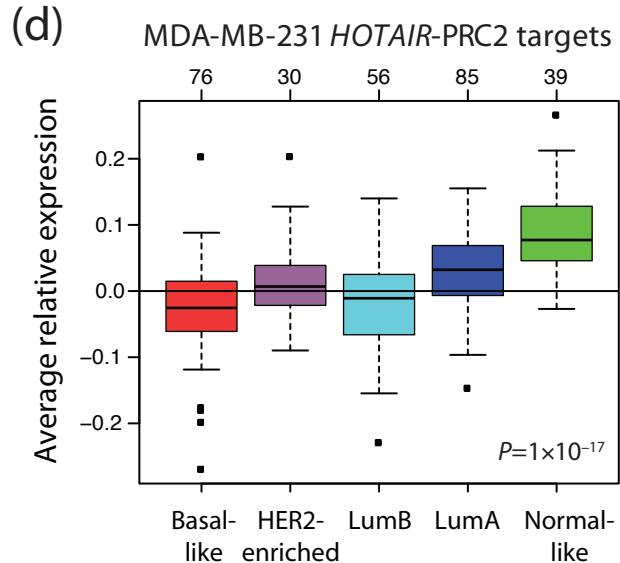 (d)
MDA-MB-231 HOTAIR-PRC2 targets
76 30 56 85 39
Average relative expression
0.2
0.1
0.0
−0.1
−0.2
P=1×10⁻¹⁷
Basal- HER2- LumB LumA Normal-
like enriched like